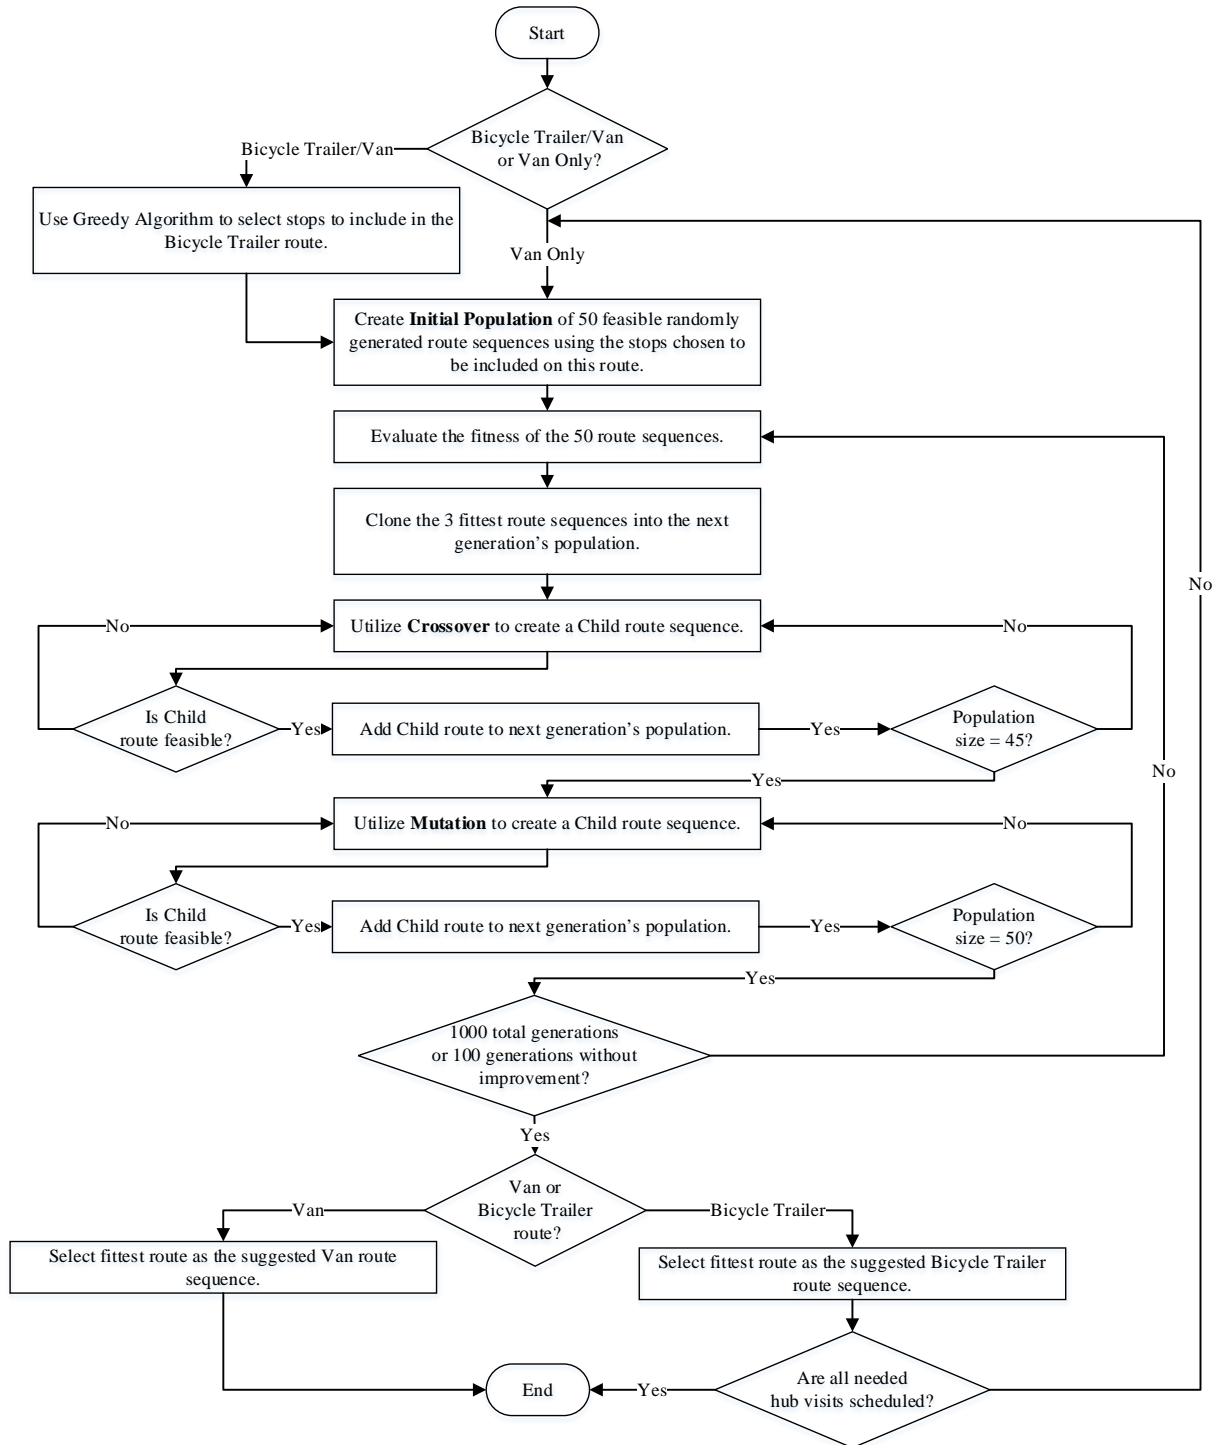 Start
Bicycle Trailer/Van
or Van Only?
Bicycle Trailer/Van
Use Greedy Algorithm to select stops to include in the
Bicycle Trailer route.
Van Only
Create Initial Population of 50 feasible randomly
generated route sequences using the stops chosen to
be included on this route.
Evaluate the fitness of the 50 route sequences.
Clone the 3 fittest route sequences into the next
generation’s population.
No
No
Utilize Crossover to create a Child route sequence.
No
Is Child
route feasible?
Yes
Add Child route to next generation’s population.
Yes
Population
size = 45?
No
Yes
No
Utilize Mutation to create a Child route sequence.
No
Is Child
route feasible?
Yes
Add Child route to next generation’s population.
Yes
Population
size = 50?
Yes
1000 total generations
or 100 generations without
improvement?
Yes
Van or
Bicycle Trailer
route?
Van
Bicycle Trailer
Select fittest route as the suggested Van route
sequence.
Select fittest route as the suggested Bicycle Trailer
route sequence.
Are all needed
hub visits scheduled?
Yes
End